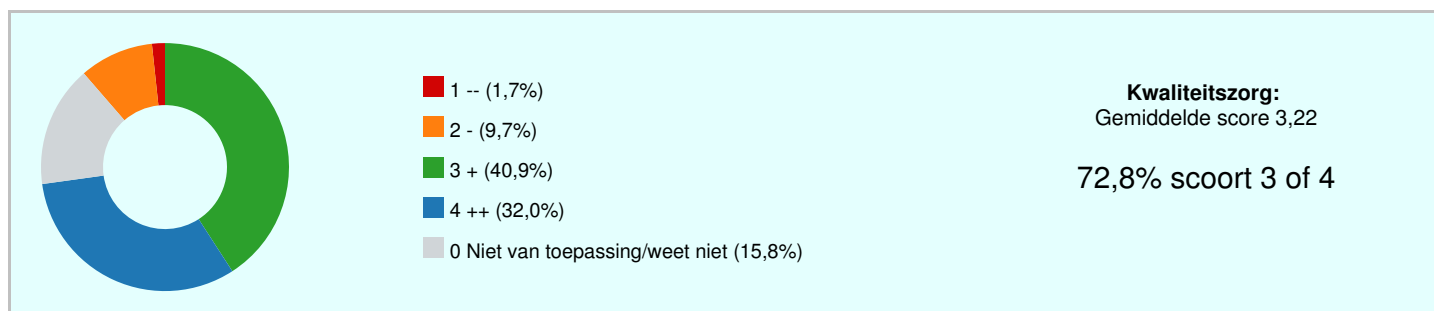 1 -- (1,7%)
2 - (9,7%)
3 + (40,9%)
4 ++ (32,0%)
0 Niet van toepassing/weet niet (15,8%)
Kwaliteitszorg:
Gemiddelde score 3,22
72,8% scoort 3 of 4